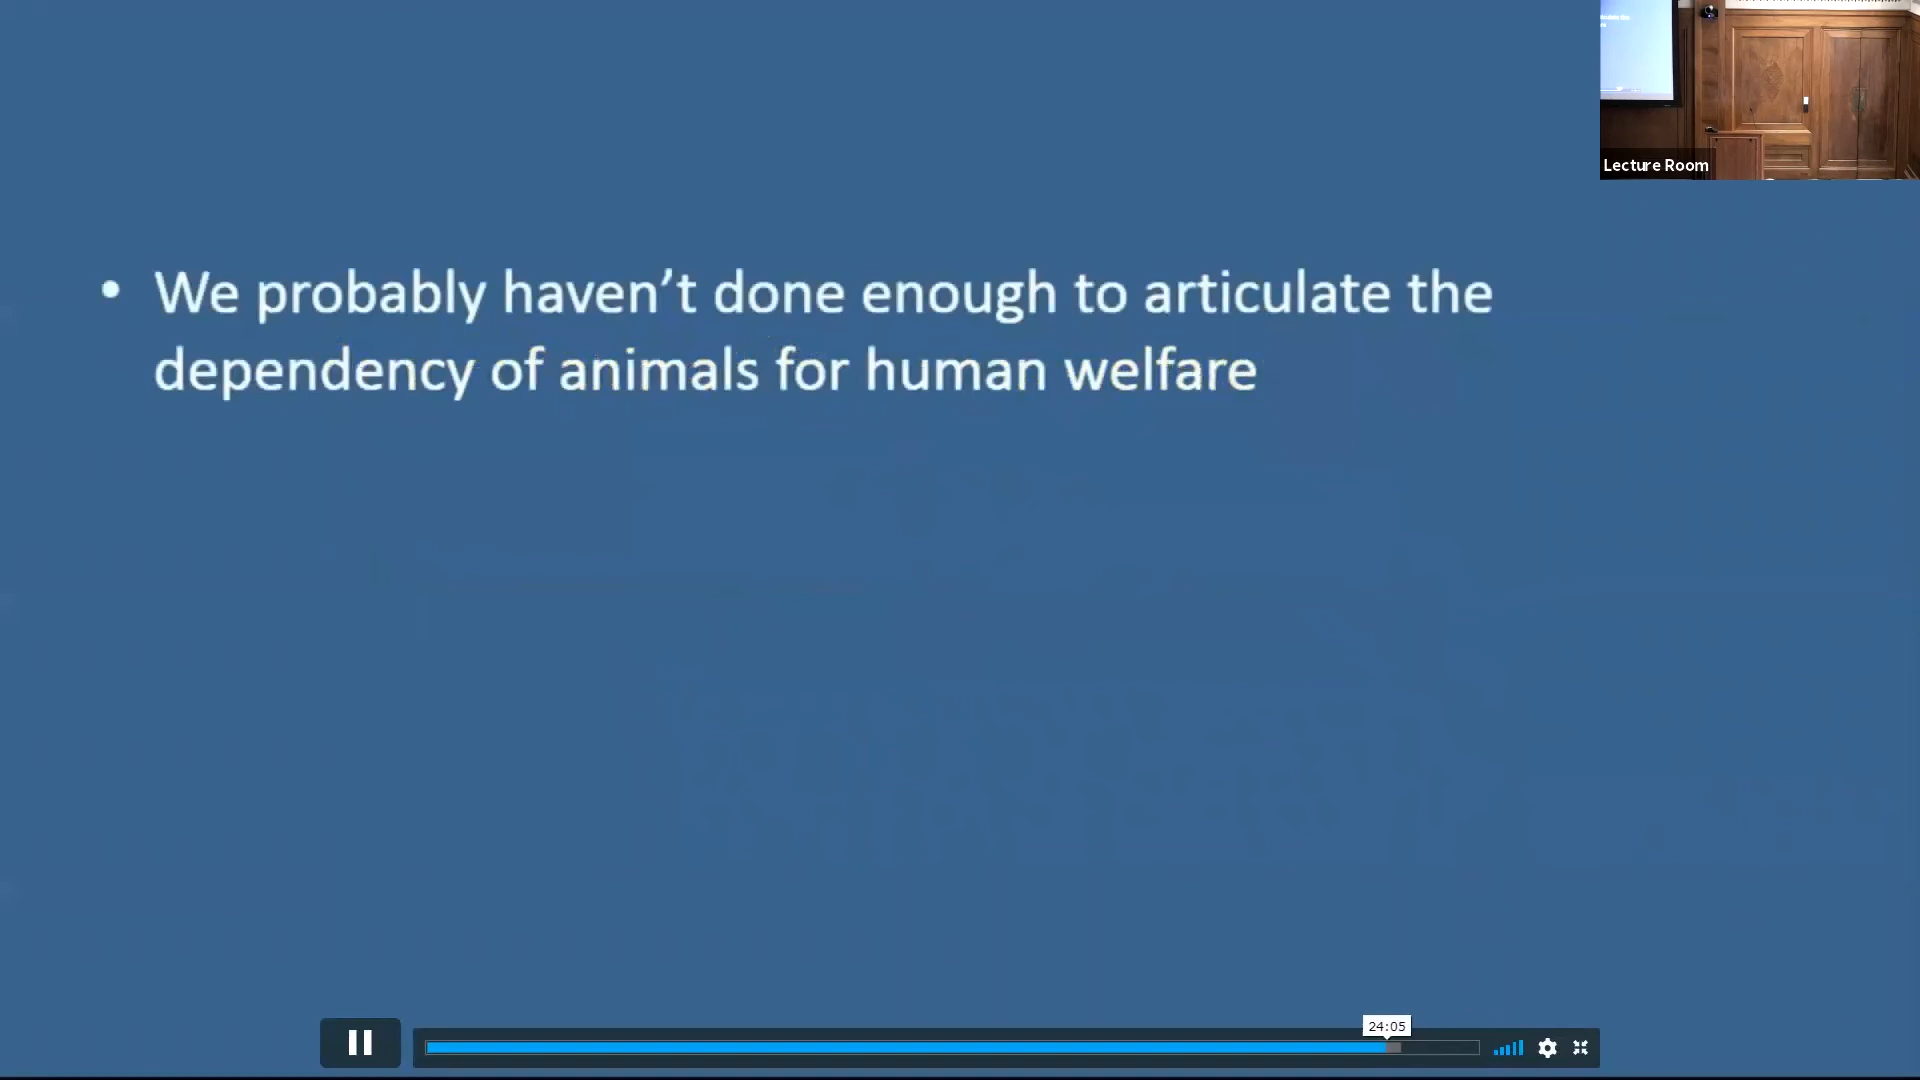 Lecture Room
• We probably haven’t done enough to articulate the
dependency of animals for human welfare
24:05